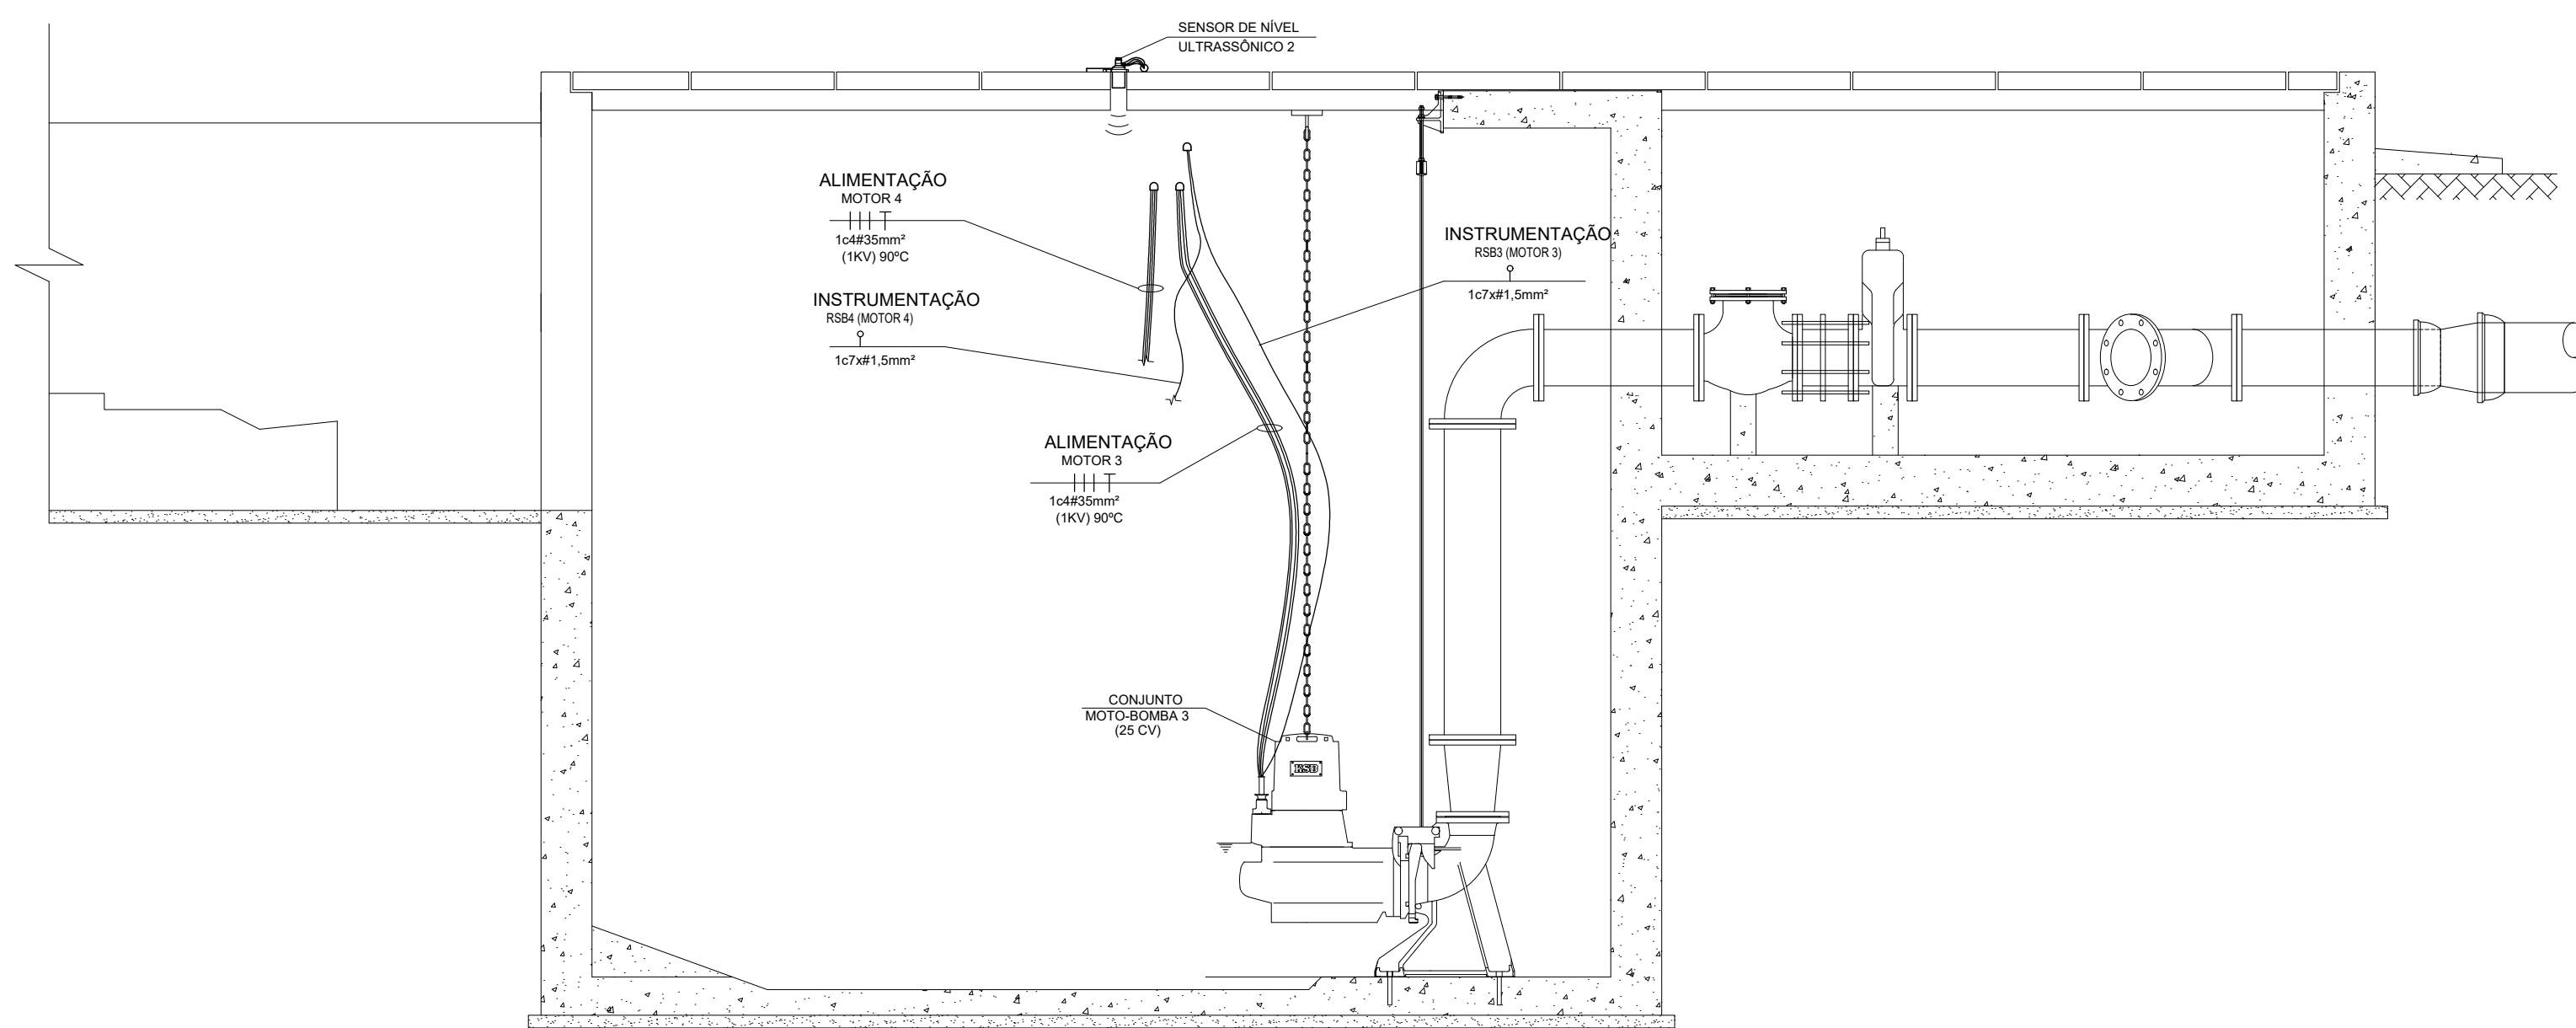 SENSOR DE NÍVEL
ULTRASSÔNICO 2
ALIMENTAÇÃO
MOTOR 4
1c4#35mm²
(1KV) 90ºC
INSTRUMENTAÇÃO
RSB4 (MOTOR 4)
1c7x#1,5mm²
INSTRUMENTAÇÃO
RSB3 (MOTOR 3)
1c7x#1,5mm²
ALIMENTAÇÃO
MOTOR 3
1c4#35mm²
(1KV) 90ºC
CONJUNTO
MOTO-BOMBA 3
(25 CV)
KSB